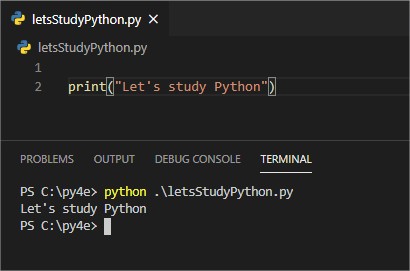 letsStudyPython.py ×
letsStudyPython.py
1
2 print("Let's study Python")
PROBLEMS OUTPUT DEBUG CONSOLE TERMINAL
PS C:\py4e> python .\letsStudyPython.py
Let's study Python
PS C:\py4e>